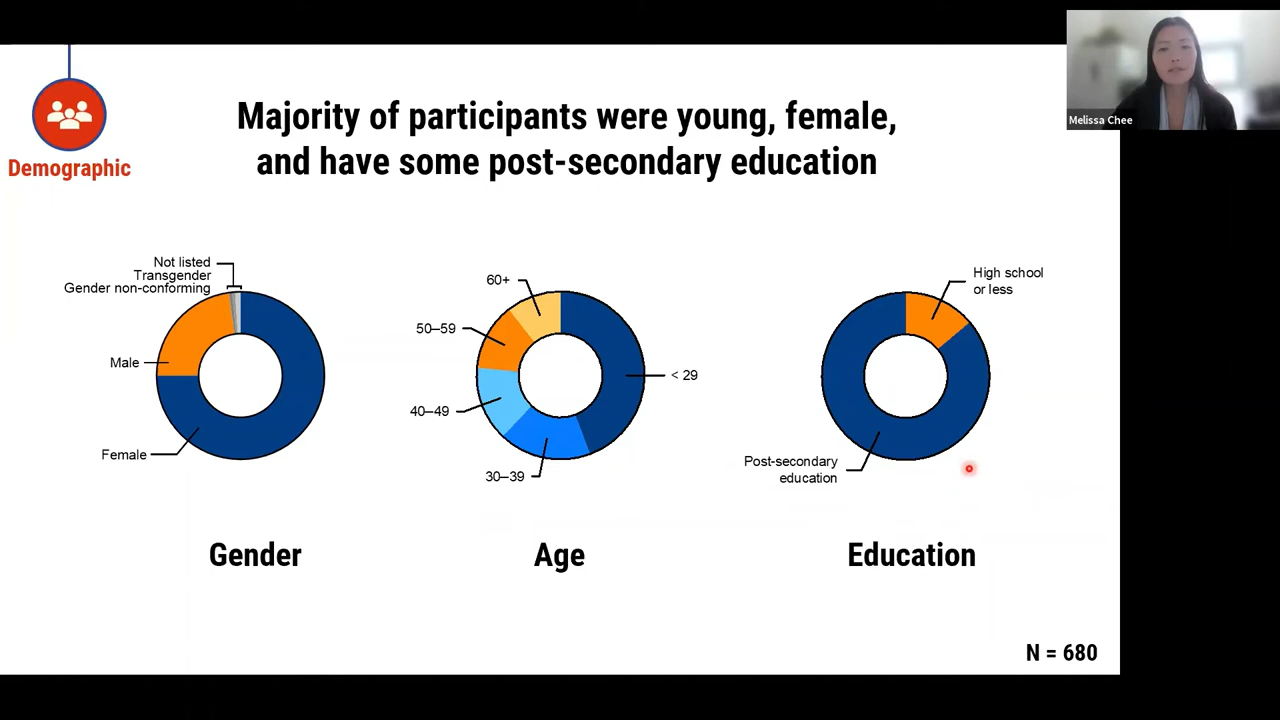 Demographic
Majority of participants were young, female,
and have some post-secondary education
Melissa Chee
Not listed
Transgender
Gender non-conforming
Male
Female
Gender
60+
50–59
40–49
30–39
< 29
Age
High school
or less
Post-secondary
education
Education
N = 680